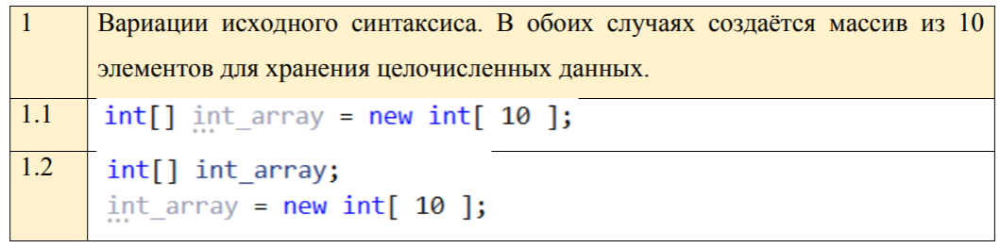 1 Вариации исходного синтаксиса. В обоих случаях создаётся массив из 10
элементов для хранения целочисленных данных.
1.1 int[] int_array = new int[ 10 ];
1.2 int[] int_array;
int_array = new int[ 10 ];